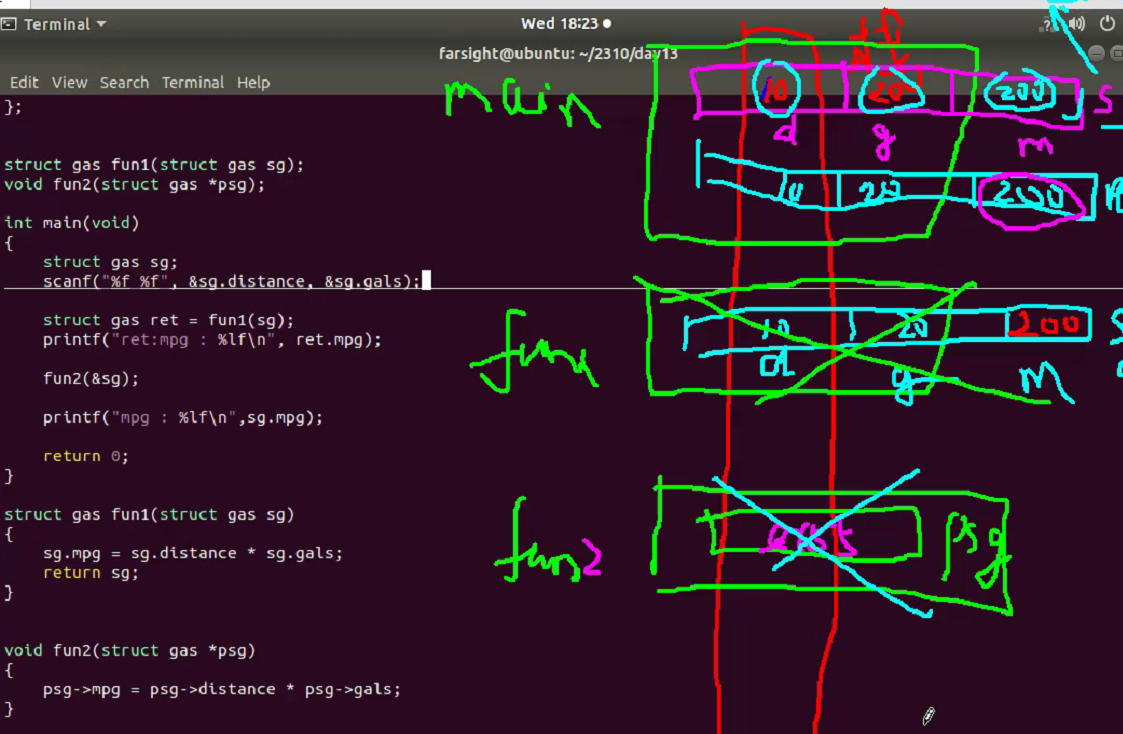 Terminal Wed 18:23
farsight@ubuntu: ~/2310/day13
Edit View Search Terminal Help
};
struct gas fun1(struct gas sg);
void fun2(struct gas *psg);
int main(void)
{
struct gas sg;
scanf("%f %f", &sg.distance, &sg.gals);
struct gas ret = fun1(sg);
printf("ret:mpg : %lf\n", ret.mpg);
fun2(&sg);
printf("mpg : %lf\n",sg.mpg);
return 0;
}
struct gas fun1(struct gas sg)
{
sg.mpg = sg.distance * sg.gals;
return sg;
}
void fun2(struct gas *psg)
{
psg->mpg = psg->distance * psg->gals;
}
main
10 20 200 s
d g m
20 200
10 20 200
d g M
fun2 psg